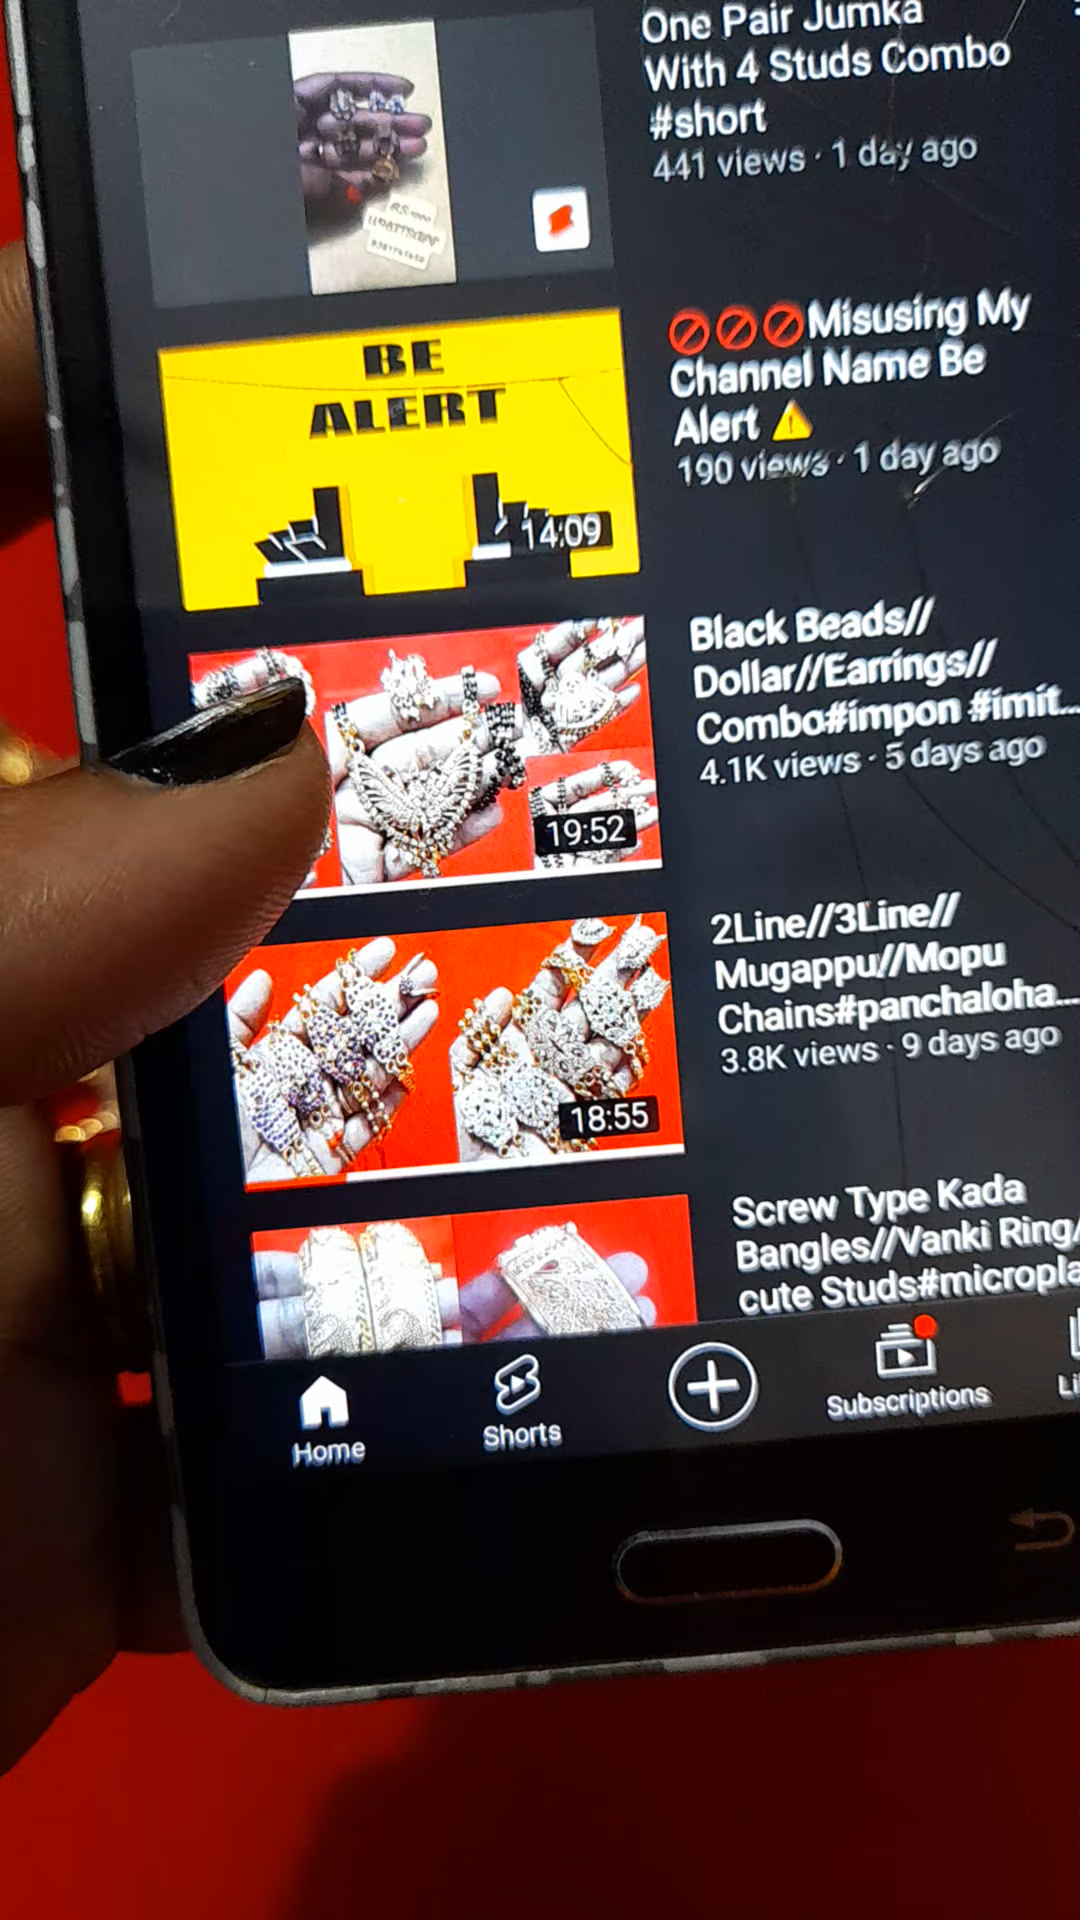 One Pair Jumka
With 4 Studs Combo
#short
441 views · 1 day ago
🚫🚫🚫Misusing My
Channel Name Be
Alert ⚠️
190 views · 1 day ago
BE
ALERT
14:09
Black Beads//
Dollar//Earrings//
Combo#impon #imit...
4.1K views · 5 days ago
19:52
2Line//3Line//
Mugappu//Mopu
Chains#panchaloha...
3.8K views · 9 days ago
18:55
Screw Type Kada
Bangles//Vanki Ring/
cute Studs#micropla
Home
Shorts
Subscriptions